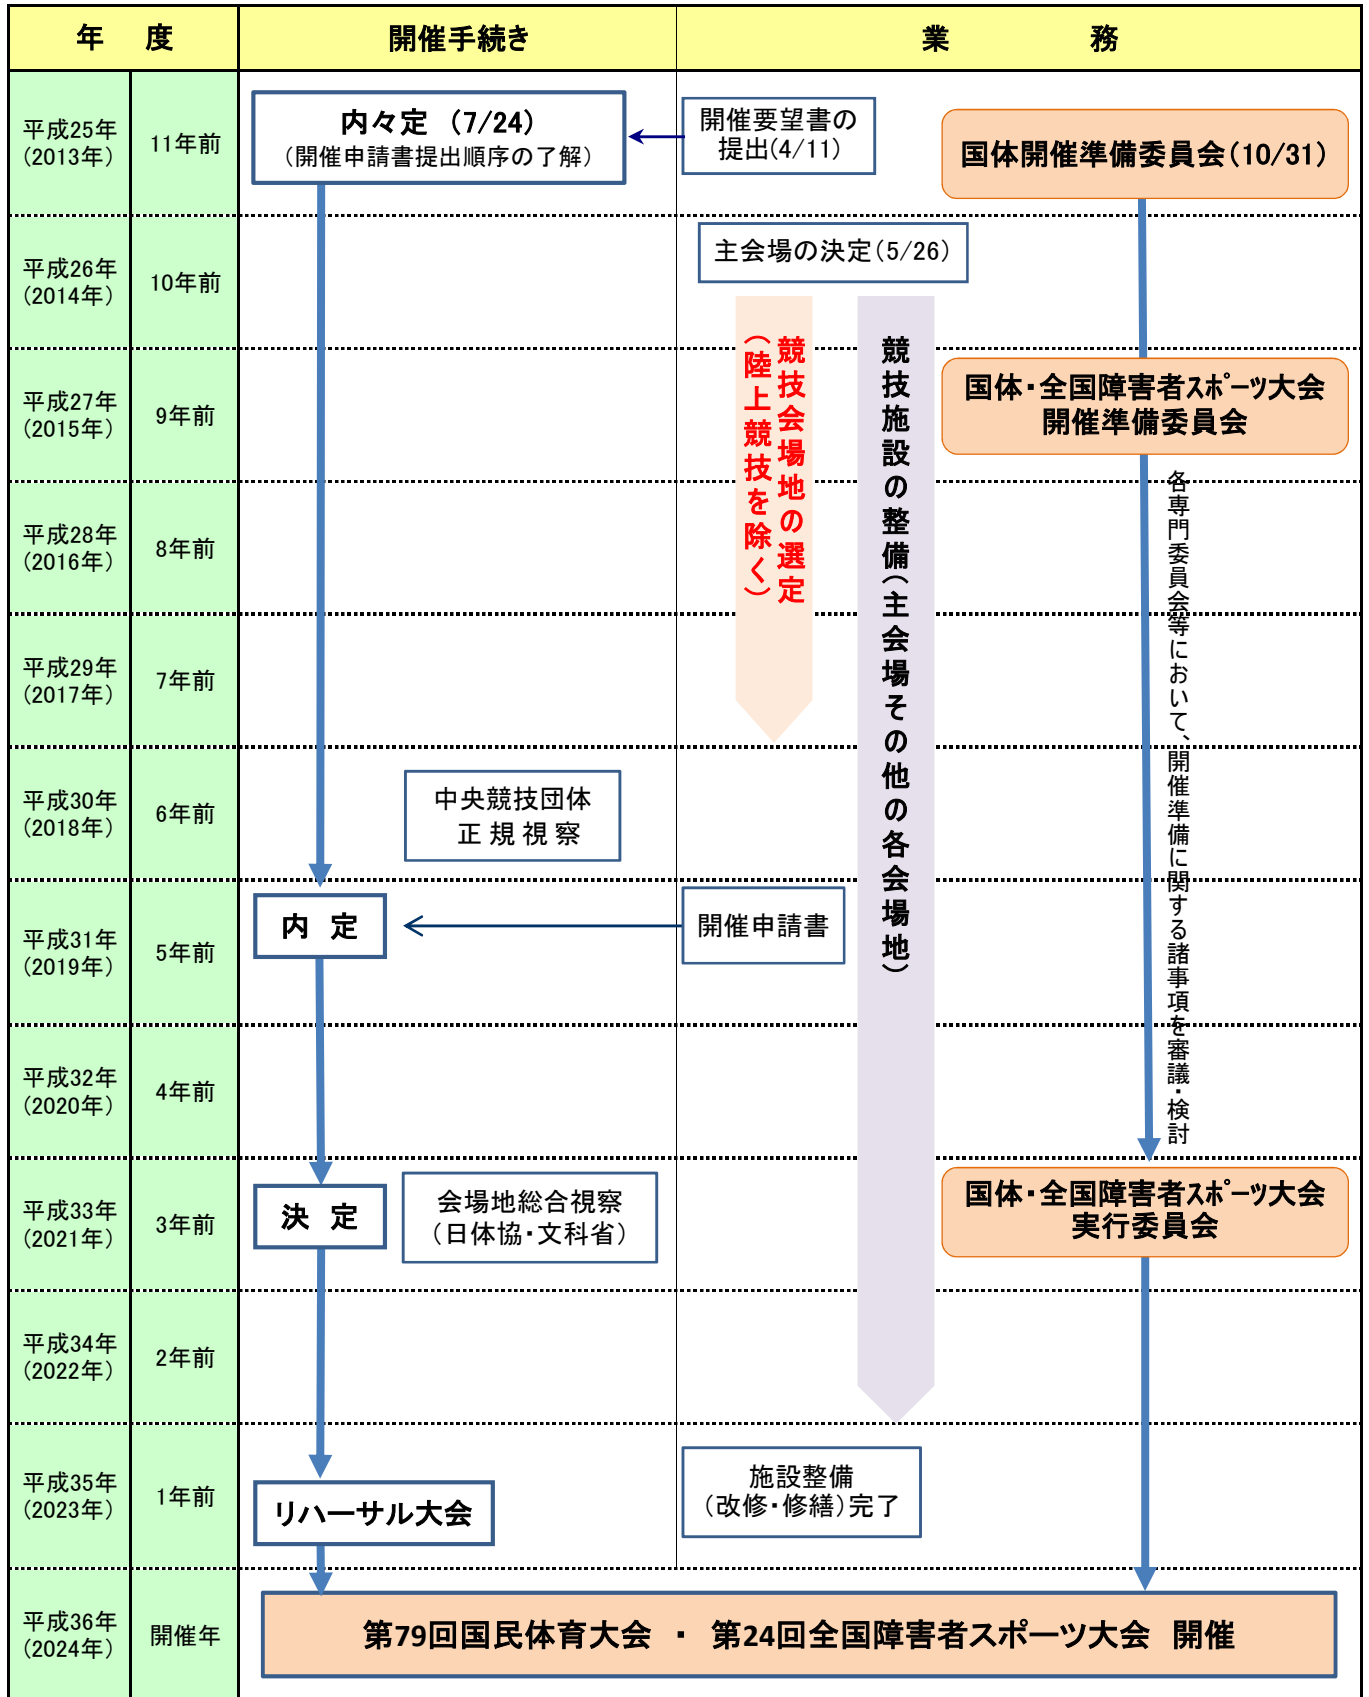 年　度
開催手続き
業　務
平成25年
(2013年)
11年前
内々定 (7/24)
(開催申請書提出順序の了解)
開催要望書の
提出(4/11)
国体開催準備委員会(10/31)
平成26年
(2014年)
10年前
主会場の決定(5/26)
競技会場地の選定
(陸上競技を除く)
競技施設の整備(主会場その他の各会場地)
平成27年
(2015年)
9年前
国体・全国障害者ｽﾎﾟｰﾂ大会
開催準備委員会
各専門委員会等において、開催準備に関する諸事項を審議・検討
平成28年
(2016年)
8年前
平成29年
(2017年)
7年前
平成30年
(2018年)
6年前
中央競技団体
正規視察
平成31年
(2019年)
5年前
内　定
開催申請書
平成32年
(2020年)
4年前
平成33年
(2021年)
3年前
決　定
会場地総合視察
(日体協・文科省)
国体・全国障害者ｽﾎﾟｰﾂ大会
実行委員会
平成34年
(2022年)
2年前
平成35年
(2023年)
1年前
リハーサル大会
施設整備
(改修・修繕)完了
平成36年
(2024年)
開催年
第79回国民体育大会　・　第24回全国障害者スポーツ大会　開催